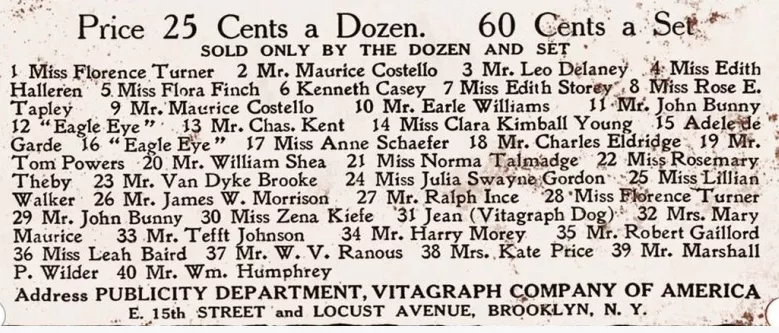 Price 25 Cents a Dozen. 60 Cents a Set
SOLD ONLY BY THE DOZEN AND SET
1 Miss Florence Turner 2 Mr. Maurice Costello 3 Mr. Leo Delaney 4 Miss Edith
Halleren 5 Miss Flora Finch 6 Kenneth Casey 7 Miss Edith Storey 8 Miss Rose E.
Tapley 9 Mr. Maurice Costello 10 Mr. Earle Williams 11 Mr. John Bunny
12 "Eagle Eye" 13 Mr. Chas. Kent 14 Miss Clara Kimball Young 15 Adele de
Garde 16 "Eagle Eye" 17 Miss Anne Schaefer 18 Mr. Charles Eldridge 19 Mr.
Tom Powers 20 Mr. William Shea 21 Miss Norma Talmadge 22 Miss Rosemary
Theby 23 Mr. Van Dyke Brooke 24 Miss Julia Swayne Gordon 25 Miss Lillian
Walker 26 Mr. James W. Morrison 27 Mr. Ralph Ince 28 Miss Florence Turner
29 Mr. John Bunny 30 Miss Zena Kiefe 31 Jean (Vitagraph Dog) 32 Mrs. Mary
Maurice 33 Mr. Tefft Johnson 34 Mr. Harry Morey 35 Mr. Robert Gaillord
36 Miss Leah Baird 37 Mr. W. V. Ranous 38 Mrs. Kate Price 39 Mr. Marshall
P. Wilder 40 Mr. Wm. Humphrey
Address PUBLICITY DEPARTMENT, VITAGRAPH COMPANY OF AMERICA
E. 15th STREET and LOCUST AVENUE, BROOKLYN, N. Y.